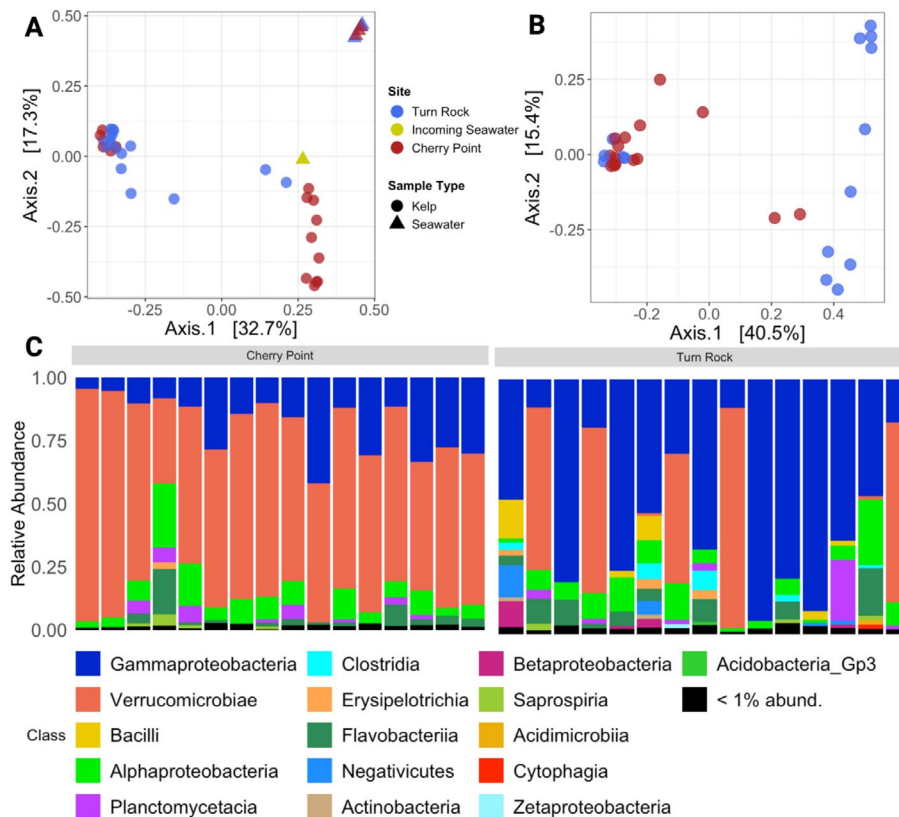 A
0.50
0.25
0.00
-0.25
0.50
Axis.2 [17.3%]
-0.25
0.00
0.25
0.50
Axis.1 [32.7%]
Site
Turn Rock
Incoming Seawater
Cherry Point
Sample Type
Kelp
Seawater
B
0.25
0.00
-0.25
Axis.2 [15.4%]
-0.2
0.0
0.2
0.4
Axis.1 [40.5%]
C
Cherry Point
Turn Rock
1.00
0.75
0.50
0.25
0.00
Relative Abundance
Class
Gammaproteobacteria
Verrucomicrobiae
Bacilli
Alphaproteobacteria
Planctomycetacia
Clostridia
Erysipelotrichia
Flavobacteriia
Negativicutes
Actinobacteria
Betaproteobacteria
Saprospiria
Acidimicrobiia
Cytophagia
Zetaproteobacteria
Acidobacteria_Gp3
< 1% abund.